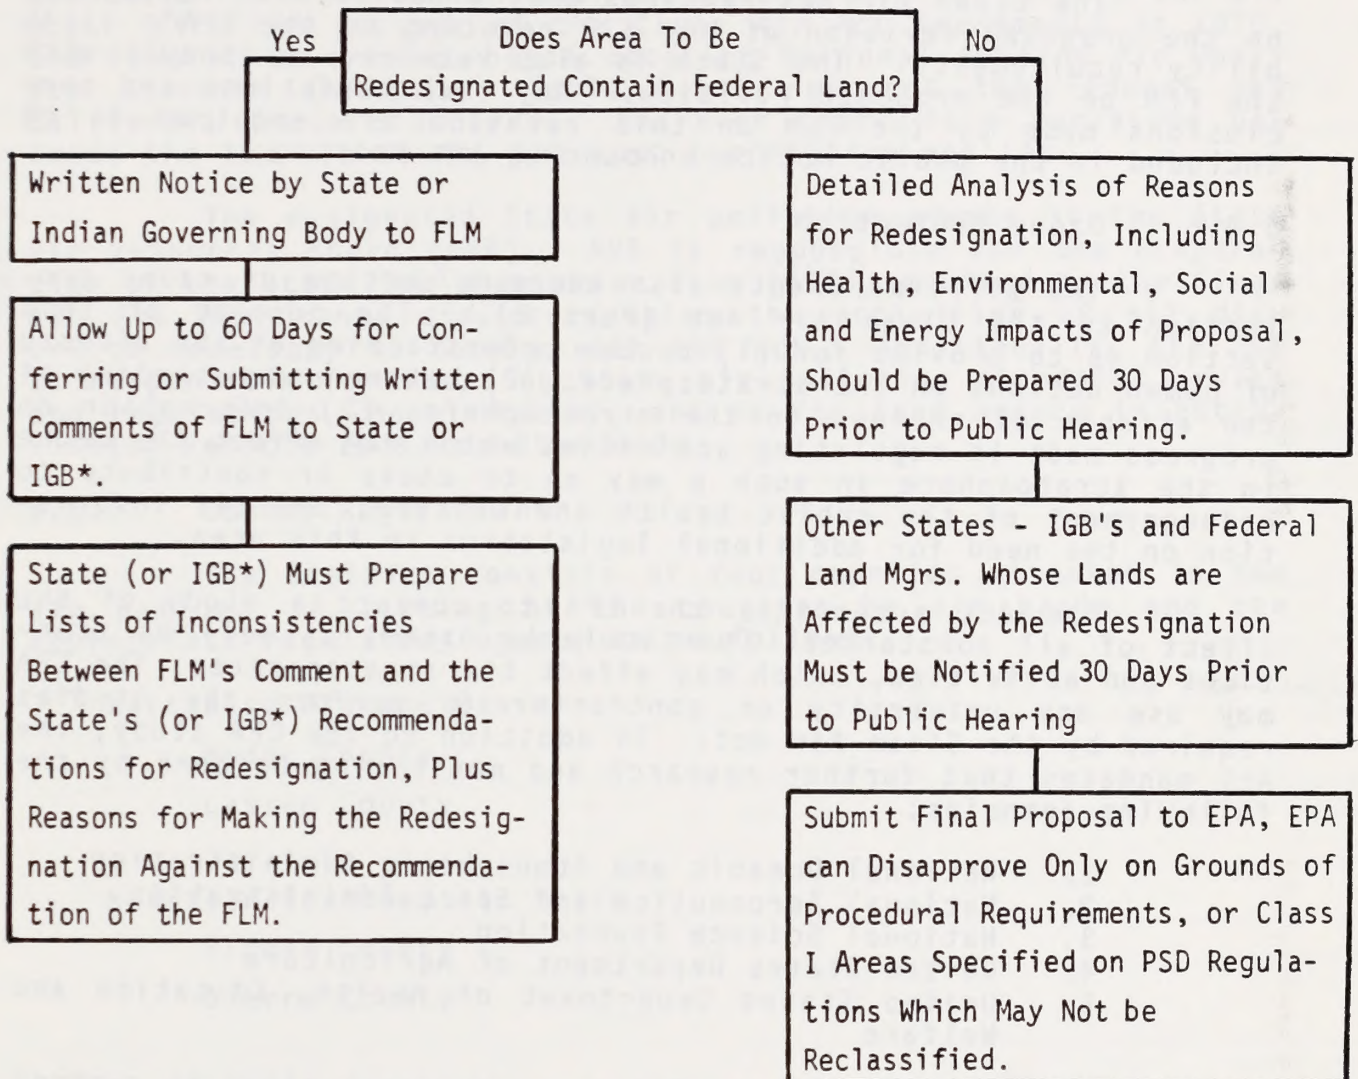 Yes
Does Area To Be
Redesignated Contain Federal Land?
No
Written Notice by State or
Indian Governing Body to FLM
Allow Up to 60 Days for Con-
ferring or Submitting Written
Comments of FLM to State or
IGB*.
State (or IGB*) Must Prepare
Lists of Inconsistencies
Between FLM's Comment and the
State's (or IGB*) Recommenda-
tions for Redesignation, Plus
Reasons for Making the Redesig-
nation Against the Recommenda-
tion of the FLM.
Detailed Analysis of Reasons
for Redesignation, Including
Health, Environmental, Social
and Energy Impacts of Proposal,
Should be Prepared 30 Days
Prior to Public Hearing.
Other States - IGB's and Federal
Land Mgrs. Whose Lands are
Affected by the Redesignation
Must be Notified 30 Days Prior
to Public Hearing
Submit Final Proposal to EPA, EPA
can Disapprove Only on Grounds of
Procedural Requirements, or Class
I Areas Specified on PSD Regula-
tions Which May Not be
Reclassified.